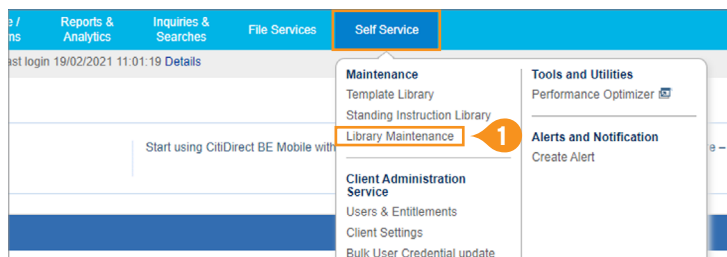 Reports & Analytics
Inquiries & Searches
File Services
Self Service
last login 19/02/2021 11:01:19 Details
Maintenance
Template Library
Standing Instruction Library
Library Maintenance
1
Client Administration
Service
Users & Entitlements
Client Settings
Bulk User Credential update
Tools and Utilities
Performance Optimizer
Alerts and Notification
Create Alert
Start using CitiDirect BE Mobile with